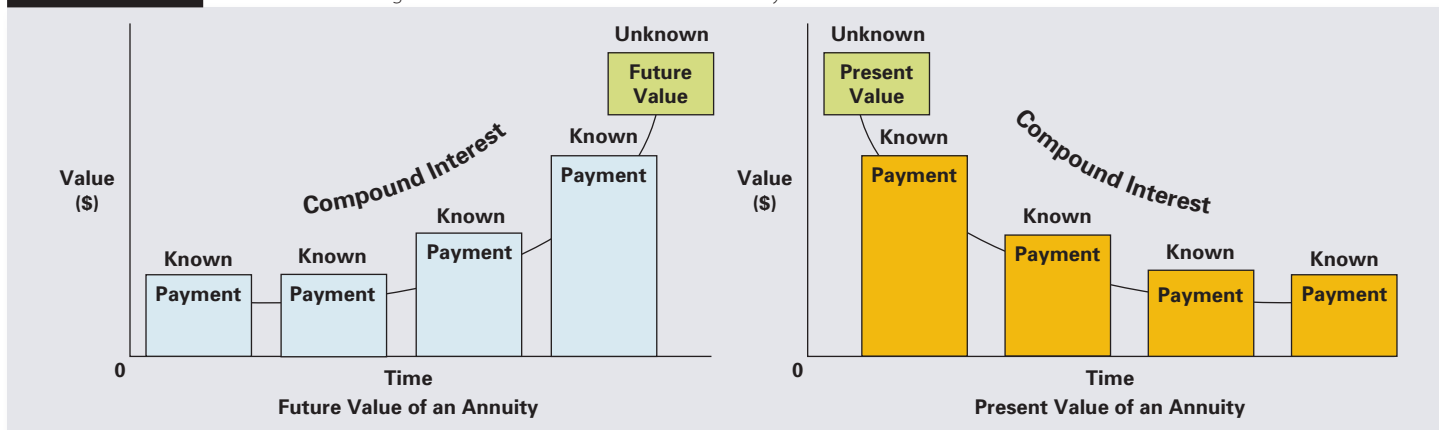 Unknown
Future
Value
Known
Payment
Compound Interest
Known
Payment
Known
Payment
Known
Payment
Value
($)
0
Time
Future Value of an Annuity
Unknown
Present
Value
Known
Payment
Compound Interest
Known
Payment
Known
Payment
Known
Payment
Value
($)
0
Time
Present Value of an Annuity